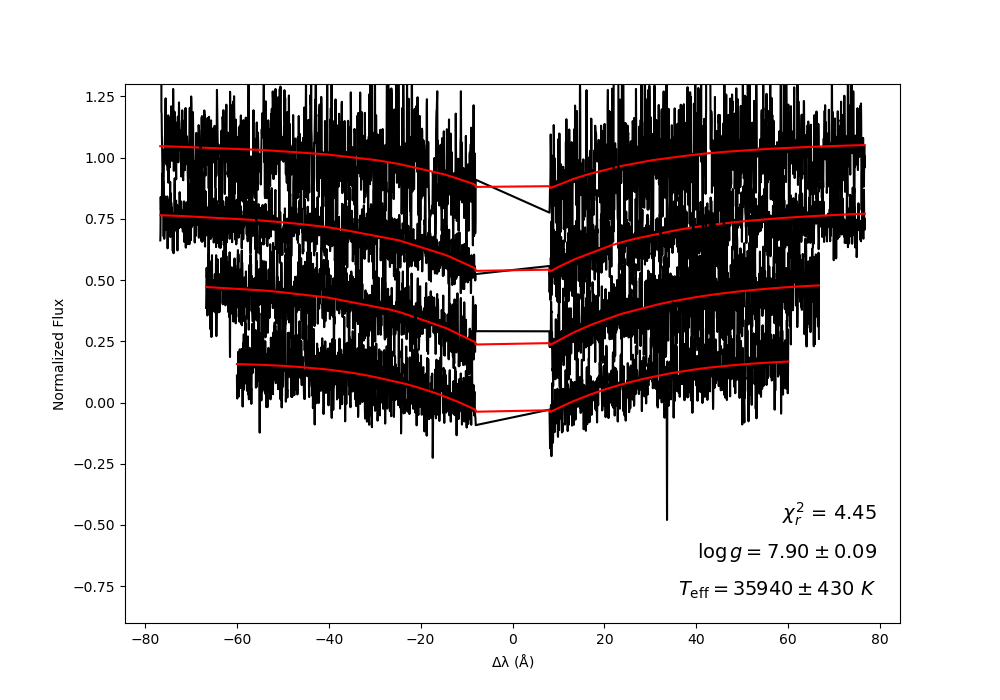 1.25
1.00
0.75
0.50
0.25
0.00
−0.25
−0.50
−0.75
Normalized Flux
χ²ᵣ = 4.45
log g = 7.90 ± 0.09
T_eff = 35940 ± 430 K
−80 −60 −40 −20 0 20 40 60 80
Δλ (Å)